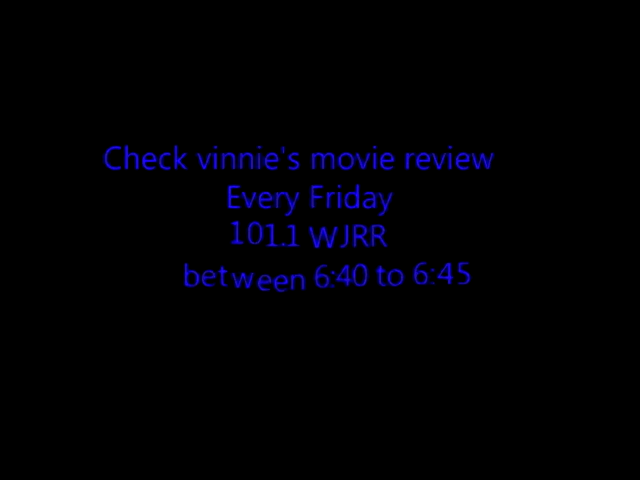 Check vinnie's movie review
Every Friday
101.1 WJRR
between 6:40 to 6:45